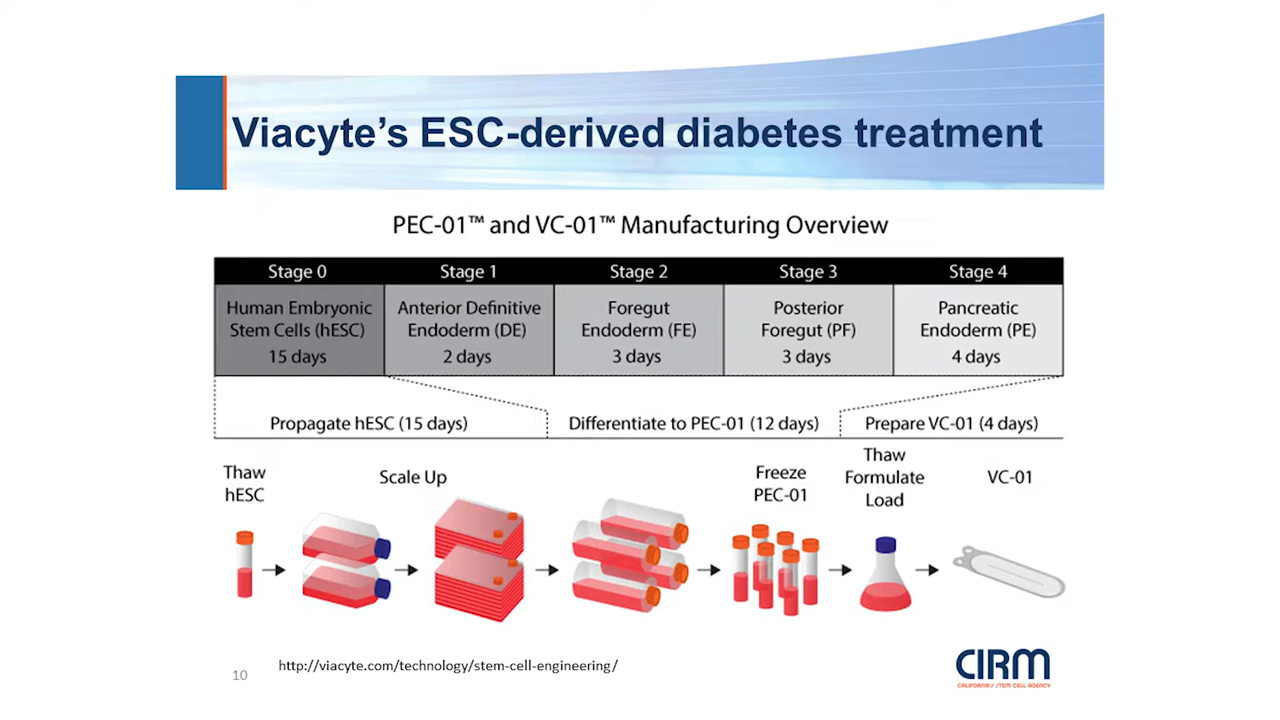 Viacyte’s ESC-derived diabetes treatment
PEC-01™ and VC-01™ Manufacturing Overview
Stage 0 Stage 1 Stage 2 Stage 3 Stage 4
Human Embryonic Stem Cells (hESC) 15 days
Anterior Definitive Endoderm (DE) 2 days
Foregut Endoderm (FE) 3 days
Posterior Foregut (PF) 3 days
Pancreatic Endoderm (PE) 4 days
Propagate hESC (15 days) Differentiate to PEC-01 (12 days) Prepare VC-01 (4 days)
Thaw hESC
Scale Up
Freeze PEC-01
Thaw Formulate Load
VC-01
10
http://viacyte.com/technology/stem-cell-engineering/
CIRM
CALIFORNIA'S STEM CELL AGENCY